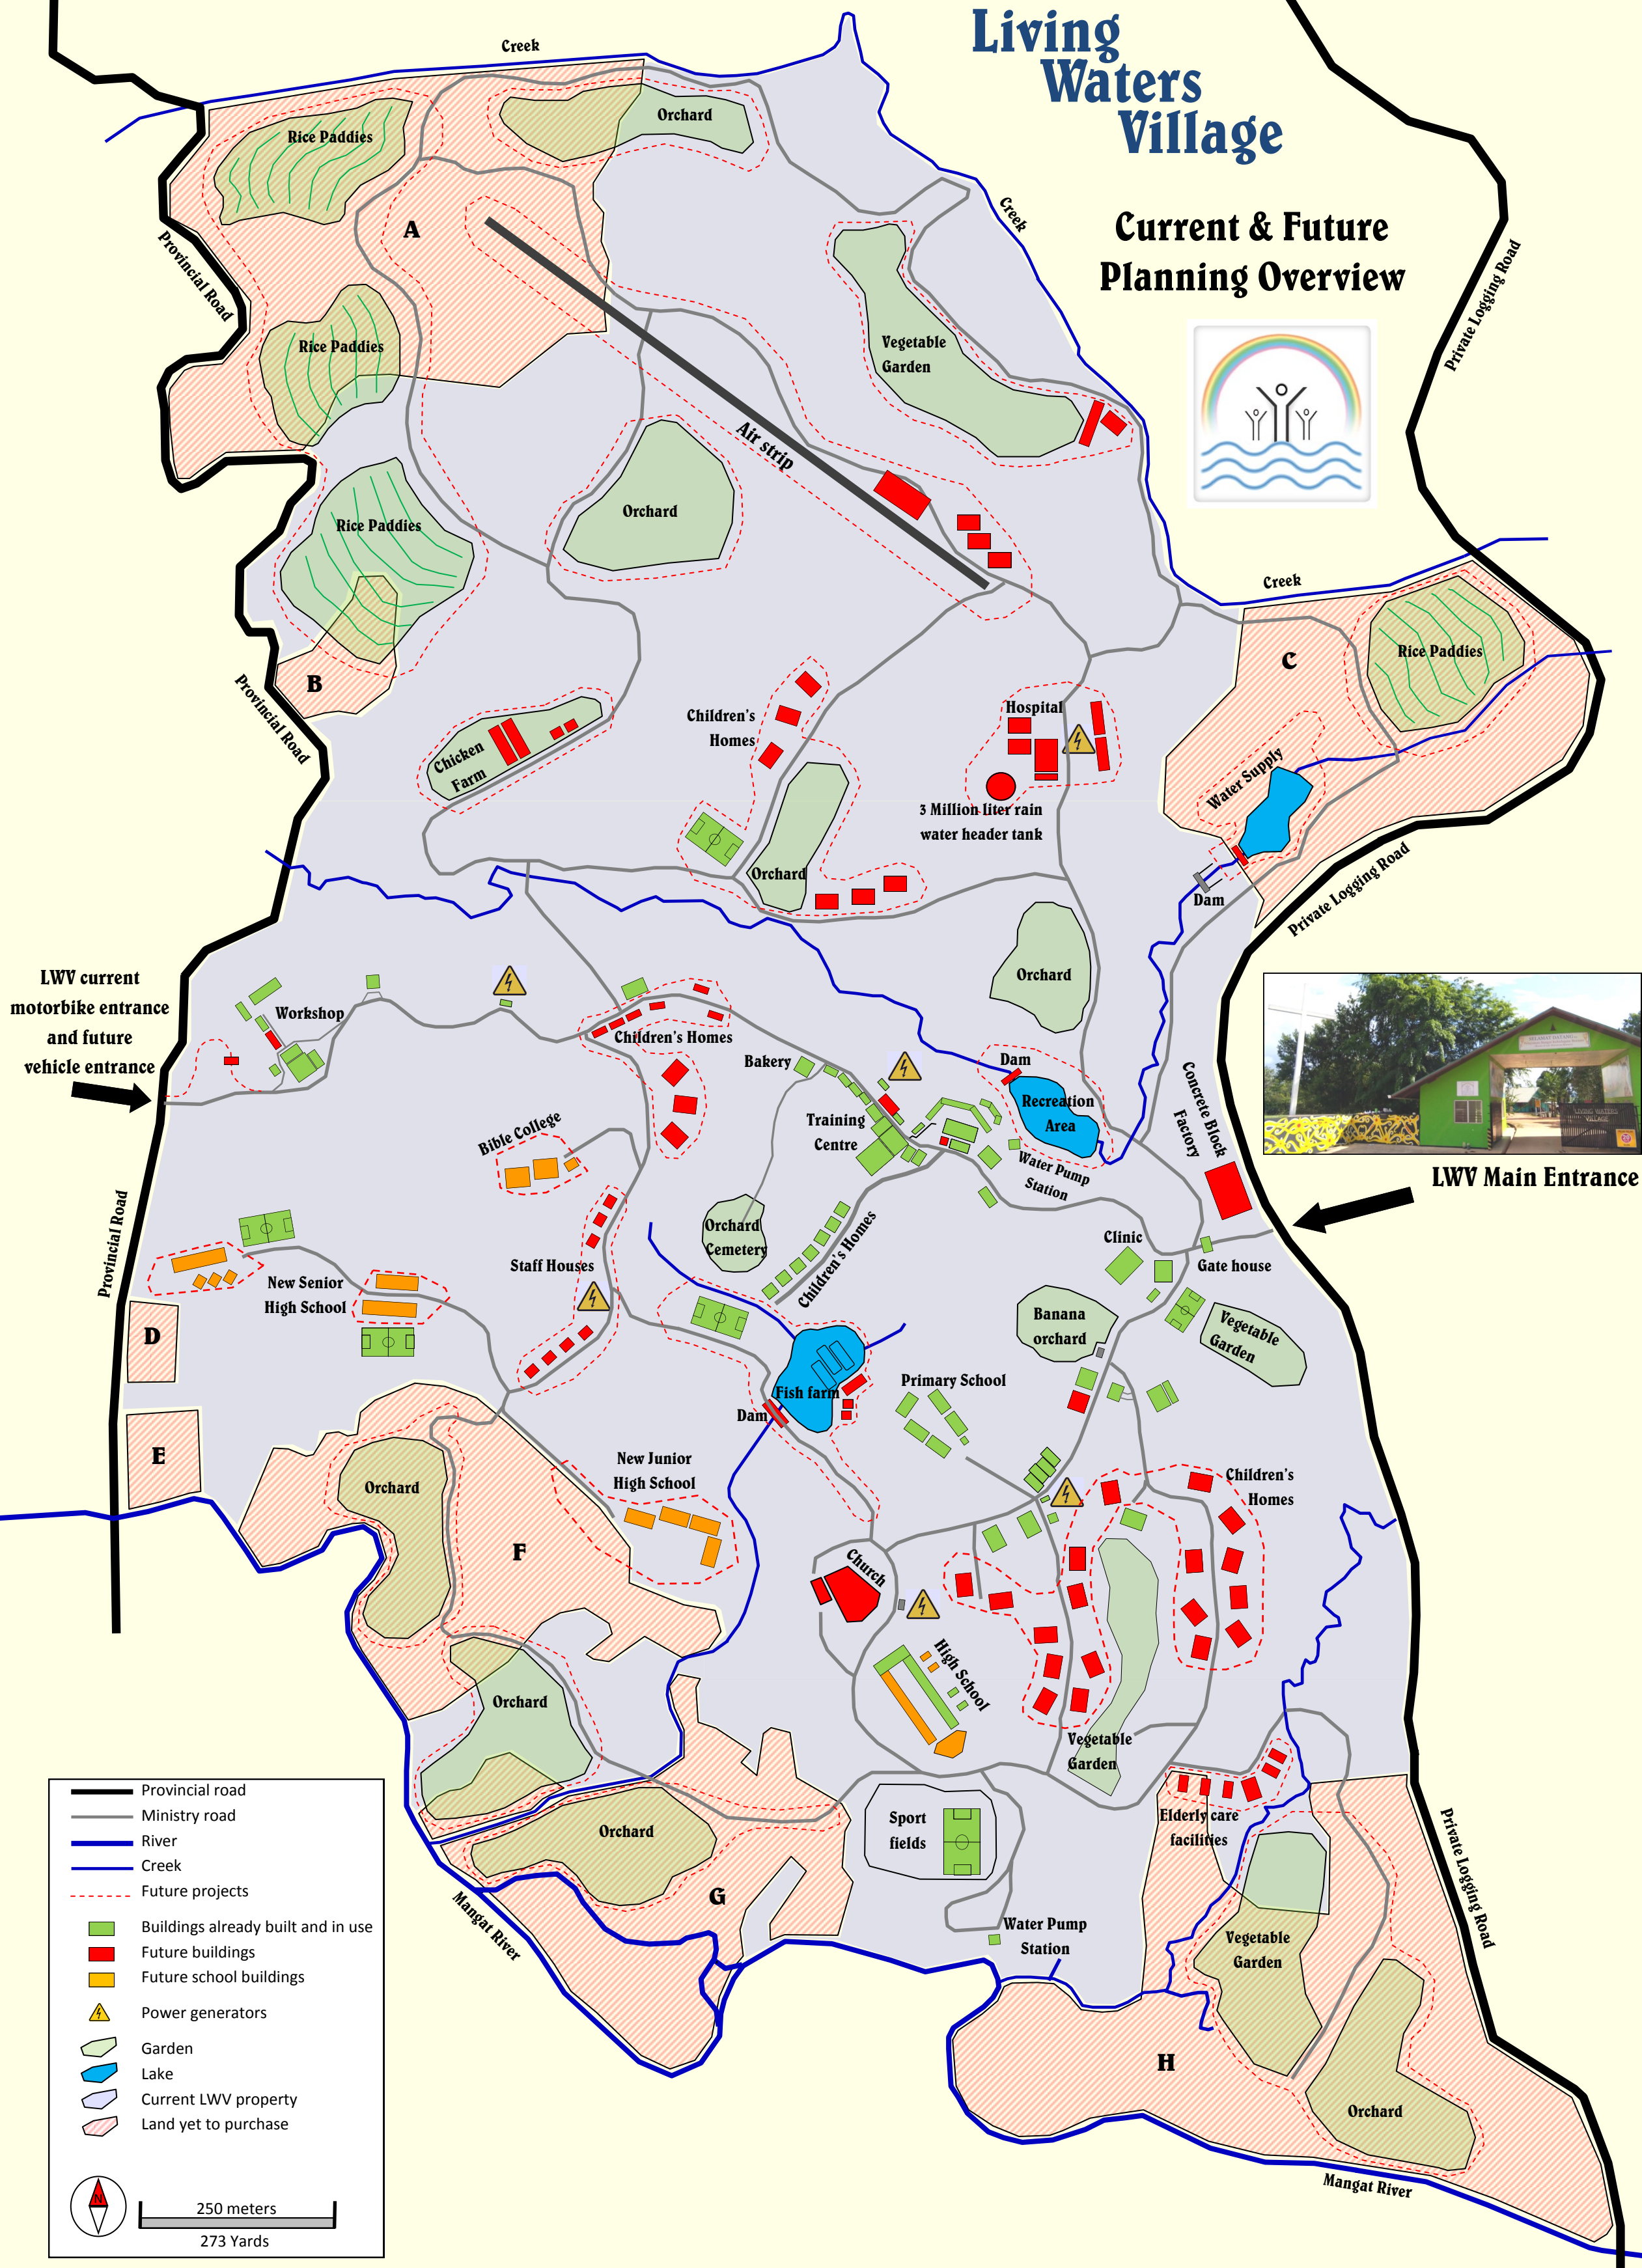 Living
Waters
Village
Current & Future
Planning Overview
Creek
Rice Paddies
Orchard
A
Creek
Provincial Road
Private Logging Road
Rice Paddies
Vegetable
Garden
Air strip
Orchard
Rice Paddies
Creek
B
C
Rice Paddies
Provincial Road
Children's
Homes
Hospital
Chicken
Farm
Water Supply
3 Million liter rain
water header tank
Orchard
Dam
Private Logging Road
Orchard
LWV current
motorbike entrance
and future
vehicle entrance
Workshop
Children's Homes
Bakery
Dam
Recreation
Area
Concrete Block
Factory
Training
Centre
Bible College
Water Pump
Station
LWV Main Entrance
Provincial Road
Orchard
Cemetery
Children's Homes
Clinic
Gate house
Staff Houses
New Senior
High School
Banana
orchard
Vegetable
Garden
D
Fish farm
Primary School
Dam
E
New Junior
High School
Children's
Homes
Orchard
F
Church
High School
Orchard
Vegetable
Garden
Orchard
Sport
fields
Elderly care
facilities
Private Logging Road
G
Mangat River
Water Pump
Station
Vegetable
Garden
H
Orchard
Mangat River
Provincial road
Ministry road
River
Creek
Future projects
Buildings already built and in use
Future buildings
Future school buildings
Power generators
Garden
Lake
Current LWV property
Land yet to purchase
N
250 meters
273 Yards